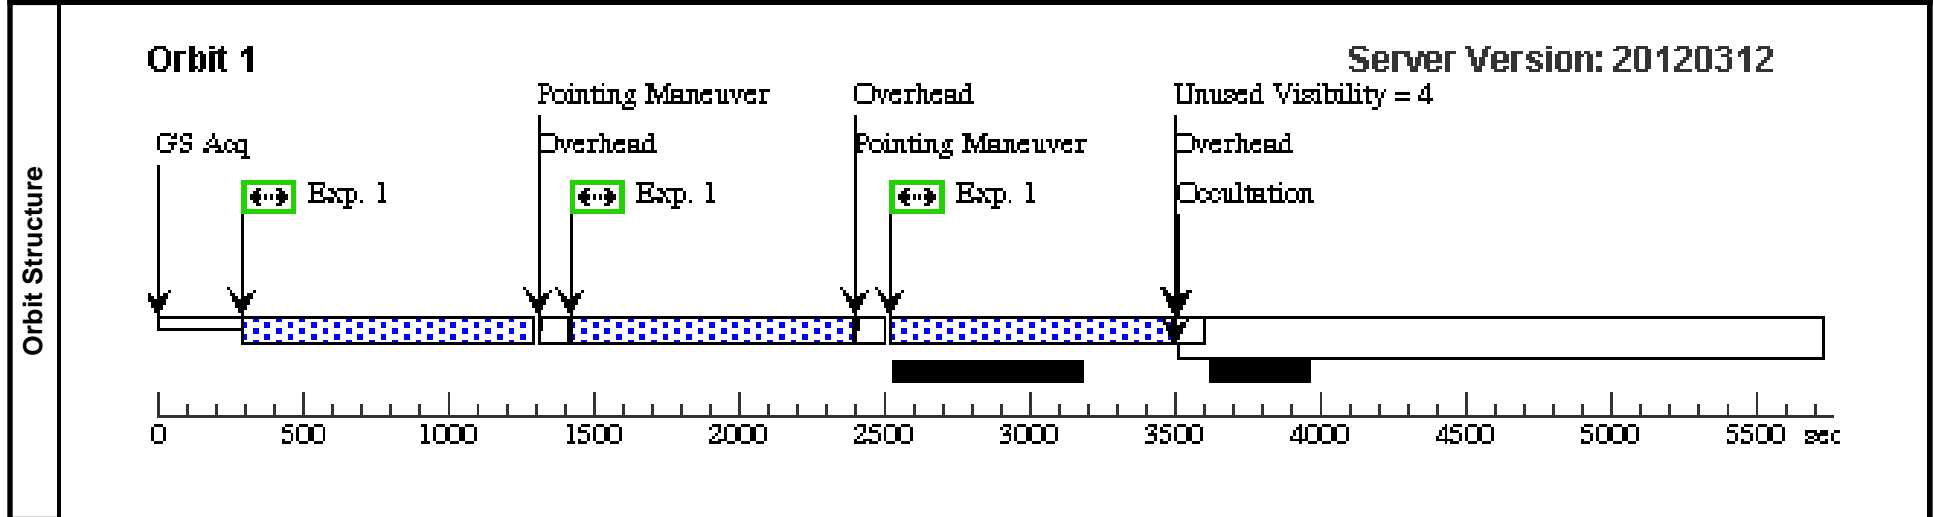 Orbit Structure
Orbit 1
Server Version: 20120312
Pointing Maneuver
Overhead
Unused Visibility = 4
GS Acq
Overhead
Pointing Maneuver
Overhead
Exp. 1
Exp. 1
Exp. 1
Occultation
0 500 1000 1500 2000 2500 3000 3500 4000 4500 5000 5500 sec